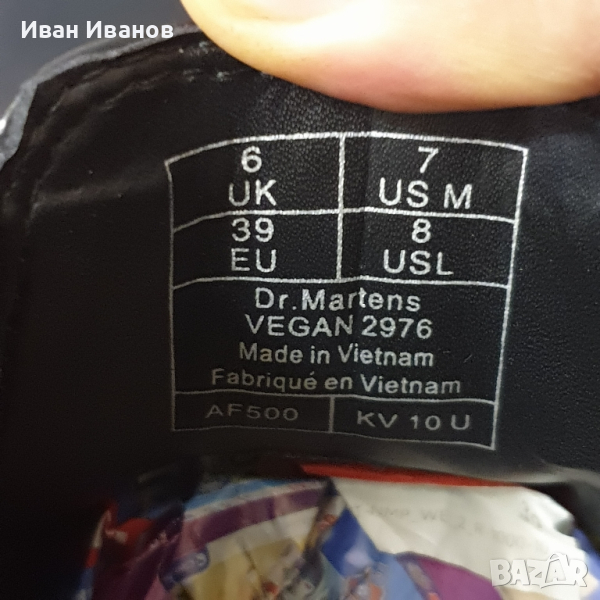 Иван Иванов
6 UK
7 US M
39 EU
8 USL
Dr. Martens
VEGAN 2976
Made in Vietnam
Fabriqué en Vietnam
AF500
KV 10 U
BAZAR